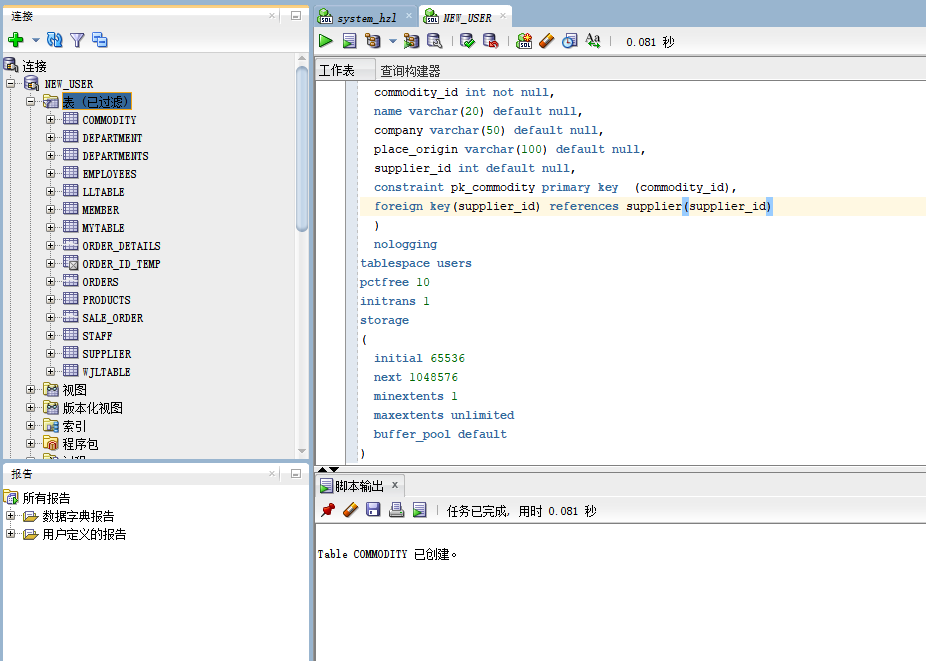 连接
连接
NEW_USER
表 (已过滤)
COMMODITY
DEPARTMENT
DEPARTMENTS
EMPLOYEES
LLTABLE
MEMBER
MYTABLE
ORDER_DETAILS
ORDER_ID_TEMP
ORDERS
PRODUCTS
SALE_ORDER
STAFF
SUPPLIER
WJLTABLE
视图
版本化视图
索引
程序包
报告
所有报告
数据字典报告
用户定义的报告
system_hzl
NEW_USER
0.081 秒
工作表 查询构建器
commodity_id int not null,
name varchar(20) default null,
company varchar(50) default null,
place_origin varchar(100) default null,
supplier_id int default null,
constraint pk_commodity primary key  (commodity_id),
foreign key(supplier_id) references supplier(supplier_id)
)
nologging
tablespace users
pctfree 10
initrans 1
storage
(
initial 65536
next 1048576
minextents 1
maxextents unlimited
buffer_pool default
)
脚本输出 x
任务已完成, 用时 0.081 秒
Table COMMODITY 已创建。